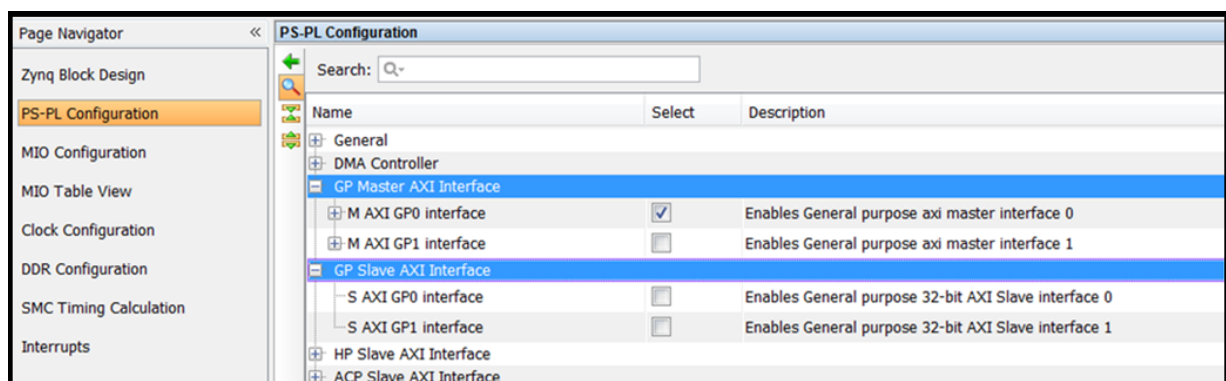 Page Navigator «
PS-PL Configuration
Zynq Block Design
PS-PL Configuration
MIO Configuration
MIO Table View
Clock Configuration
DDR Configuration
SMC Timing Calculation
Interrupts
Search:
Name Select Description
General
DMA Controller
GP Master AXI Interface
M AXI GP0 interface Enables General purpose axi master interface 0
M AXI GP1 interface Enables General purpose axi master interface 1
GP Slave AXI Interface
S AXI GP0 interface Enables General purpose 32-bit AXI Slave interface 0
S AXI GP1 interface Enables General purpose 32-bit AXI Slave interface 1
HP Slave AXI Interface
ACP Slave AXI Interface